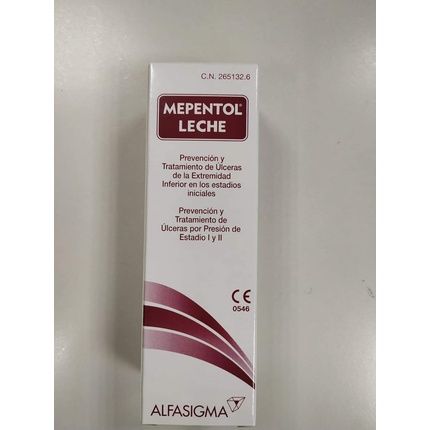 C.N. 265132.6
MEPENTOL®
LECHE
Prevención y
Tratamiento de Úlceras
de la Extremidad
Inferior en los estadios
iniciales
Prevención y
Tratamiento de
Úlceras por Presión de
Estadio I y II
CE
0546
ALFASIGMA